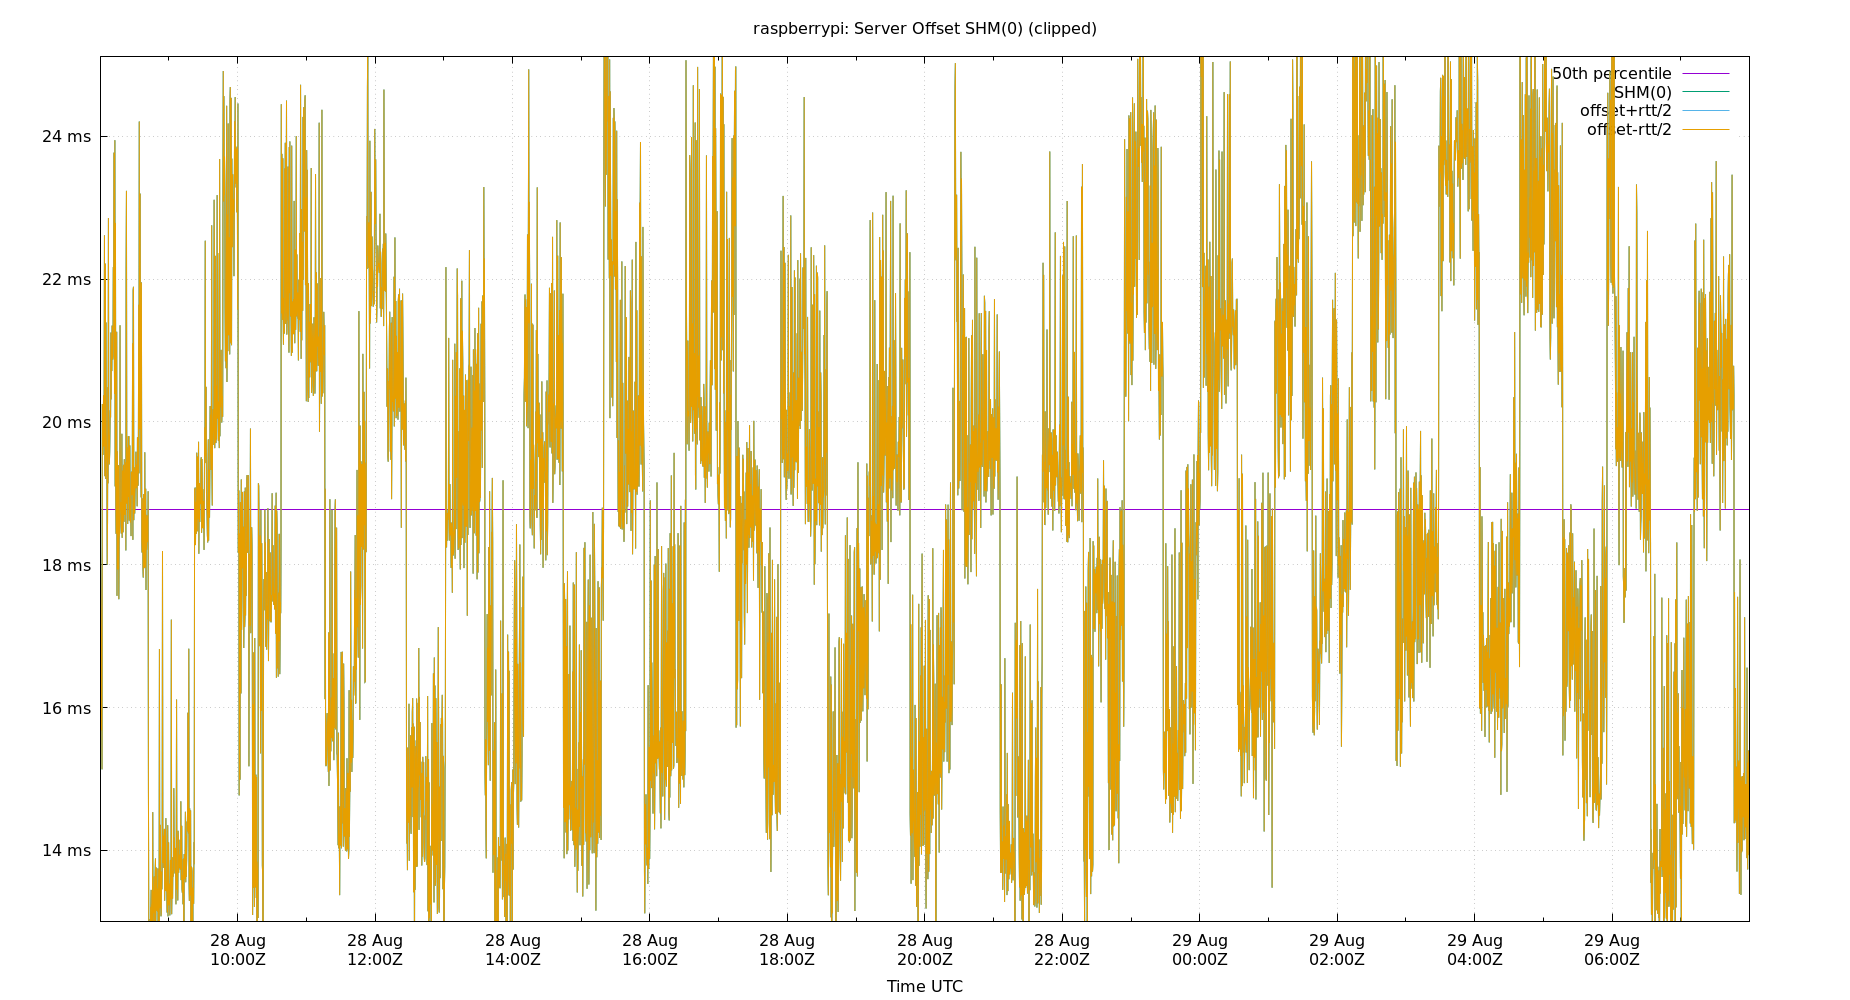 raspberrypi: Server Offset SHM(0) (clipped)
50th percentile
SHM(0)
offset+rtt/2
offset-rtt/2
24 ms
22 ms
20 ms
18 ms
16 ms
14 ms
28 Aug 28 Aug 28 Aug 28 Aug 28 Aug 28 Aug 28 Aug 29 Aug 29 Aug 29 Aug 29 Aug
10:00Z 12:00Z 14:00Z 16:00Z 18:00Z 20:00Z 22:00Z 00:00Z 02:00Z 04:00Z 06:00Z
Time UTC